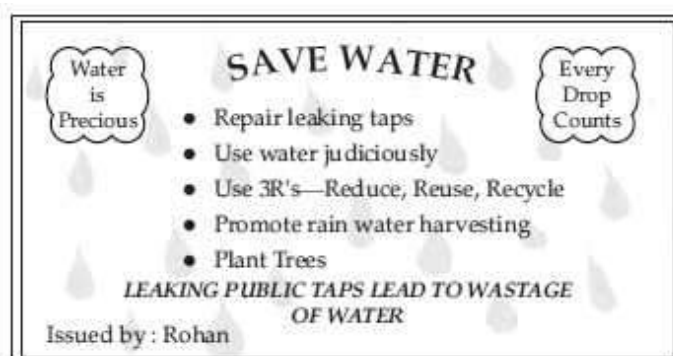 Water
is
Precious
SAVE WATER
Every
Drop
Counts
● Repair leaking taps
● Use water judiciously
● Use 3R's—Reduce, Reuse, Recycle
● Promote rain water harvesting
● Plant Trees
LEAKING PUBLIC TAPS LEAD TO WASTAGE
OF WATER
Issued by : Rohan